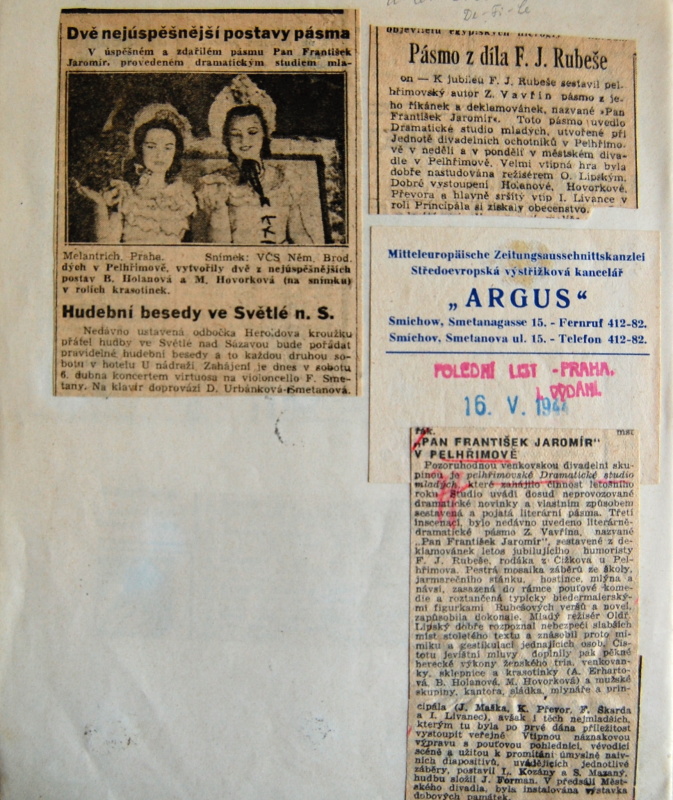 Dvě nejúspěšnější postavy pásma
V úspěšném a zdařilém pásmu Pan František
Jaromír, provedeném dramatickým studiem mla-
Melantrich, Praha. Snímek: VČS Něm. Brod.
dých v Pelhřimově, vytvořily dvě z nejúspěšnějších
postav B. Holanová a M. Hovorková (na snímku)
v rolích krasotinek.
Hudební besedy ve Světlé n. S.
Nedávno ustavená odbočka Heroldova kroužku
přátel hudby ve Světlé nad Sázavou bude pořádat
pravidelné hudební besedy a to každou druhou so-
botu v hotelu U nádraží. Zahájení je dnes v sobotu
6. dubna koncertem virtuosa na violoncello F. Sme-
tany. Na klavír doprovází D. Urbánková-Smetanová.
Pásmo z díla F. J. Rubeše
on — K jubileu F. J. Rubeše sestavil pel-
hřimovský autor Z. Vavřín pásmo z je-
ho říkánek a deklamovánek, nazvané »Pan
František Jaromír«. Toto pásmo uvedlo
Dramatické studio mladých, utvořené při
Jednotě divadelních ochotníků v Pelhřimo-
vě v neděli a v pondělí v městském diva-
dle v Pelhřimově. Velmi vtipná hra byla
dobře nastudována režisérem O. Lipským.
Dobré vystoupení Holanové, Hovorkové,
Převora a hlavně sršitý vtip I. Livance v
roli Principála si získaly obecenstvo.
Mitteleuropäische Zeitungsausschnittskanzlei
Středoevropská výstřižková kancelář
„ARGUS“
Smichow, Smetanagasse 15. - Fernruf 412-82.
Smíchov, Smetanova ul. 15. - Telefon 412-82.
POLEDNÍ LIST - PRAHA.
I. VYDÁNÍ.
16. V. 1944
„PAN FRANTIŠEK JAROMÍR“
V PELHŘIMOVĚ
Pozoruhodnou venkovskou divadelní sku-
pinou je pelhřimovské Dramatické studio
mladých, které zahájilo činnost letošního
roku. Studio uvádí dosud neprovozované
dramatické novinky a vlastním způsobem
sestavená a pojatá literární pásma. Třetí
inscenací, bylo nedávno uvedeno literárně-
dramatické pásmo Z. Vavřína, nazvané
„Pan František Jaromír“, sestavené z de-
klamovánek letos jubilujícího humoristy
F. J. Rubeše, rodáka z Čížková u Pel-
hřimova. Pestrá mosaika záběrů ze školy,
jarmarečního stánku, hostince, mlýna a
návsi, zasazená do rámce pouťové kome-
die a roztančená typicky biedermaierský-
mi figurkami Rubešových veršů a novel,
zapůsobila dokonale. Mladý režisér Oldř.
Lipský dobře rozpoznal nebezpečí slabších
míst stoletého textu a znásobil proto mi-
miku a gestikulaci jednajících osob. Čis-
totu jevištní mluvy doplnily pak pěkné
herecké výkony ženského tria, venkovan-
ky, sklepnice a krasotinky (A. Erharto-
vá, B. Holanová, M. Hovorková) a mužské
skupiny, kantora, sládka, mlynáře a prin-
cipála (J. Maška, K. Převor, F. Škarda
a I. Livanec), avšak i těch nejmladších,
kterým tu byla po prvé dána příležitost
vystoupit veřejně. Vtipnou náznakovou
výpravu s pouťovou pohlednicí, vévodící
scéně a užitou k promítání úmyslně naiv-
ních diapositivů, uvádějících jednotlivé
záběry, postavil L. Kozány a S. Mazaný,
hudbu složil J. Forman. V předsálí Měst-
ského divadla, byla instalována výstavka
dobových památek.